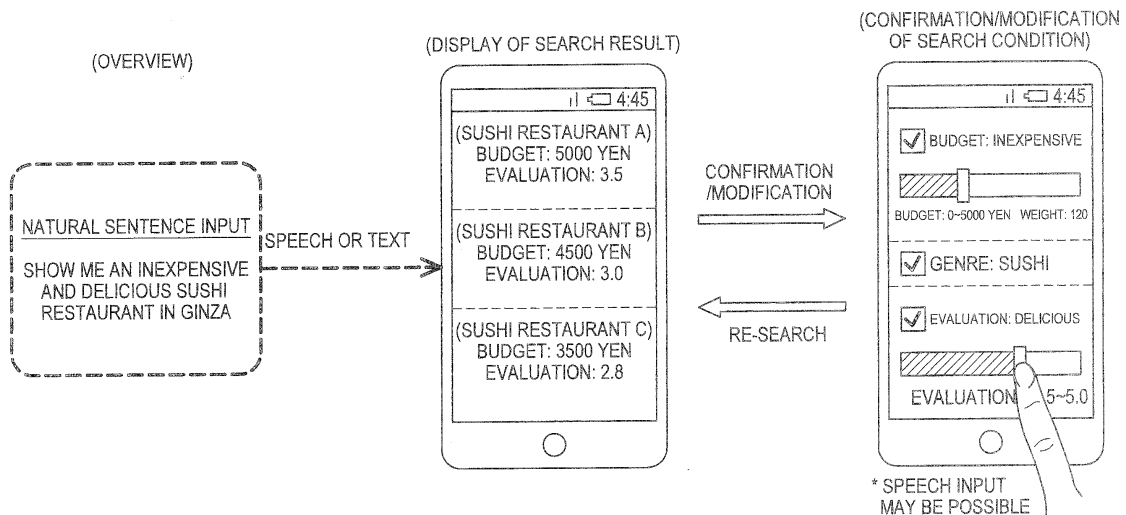 (OVERVIEW)
NATURAL SENTENCE INPUT
SHOW ME AN INEXPENSIVE
AND DELICIOUS SUSHI
RESTAURANT IN GINZA
SPEECH OR TEXT
(DISPLAY OF SEARCH RESULT)
4:45
(SUSHI RESTAURANT A)
BUDGET: 5000 YEN
EVALUATION: 3.5
(SUSHI RESTAURANT B)
BUDGET: 4500 YEN
EVALUATION: 3.0
(SUSHI RESTAURANT C)
BUDGET: 3500 YEN
EVALUATION: 2.8
CONFIRMATION
/MODIFICATION
RE-SEARCH
(CONFIRMATION/MODIFICATION
OF SEARCH CONDITION)
4:45
BUDGET: INEXPENSIVE
BUDGET: 0~5000 YEN WEIGHT: 120
GENRE: SUSHI
EVALUATION: DELICIOUS
EVALUATION 5~5.0
* SPEECH INPUT
MAY BE POSSIBLE